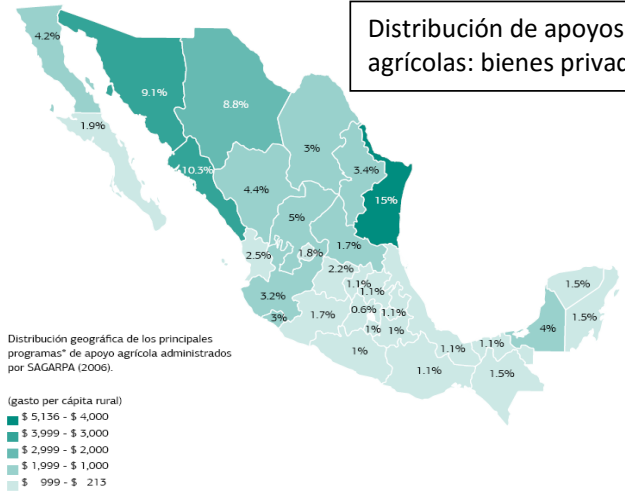 Distribución de apoyos
agrícolas: bienes privad
4.2%
9.1%
8.8%
1.9%
3%
10.3%
3.4%
4.4%
15%
5%
1.7%
1.8%
2.5%
2.2%
1.1%
1.1%
1.5%
3.2%
1.7%
0.6%
1.1%
4%
1.5%
3%
1%
1%
1%
1.1%
1.1%
1.1%
1.5%
Distribución geográfica de los principales
programas* de apoyo agrícola administrados
por SAGARPA (2006).
(gasto per cápita rural)
$ 5,136 - $ 4,000
$ 3,999 - $ 3,000
$ 2,999 - $ 2,000
$ 1,999 - $ 1,000
$ 999 - $ 213